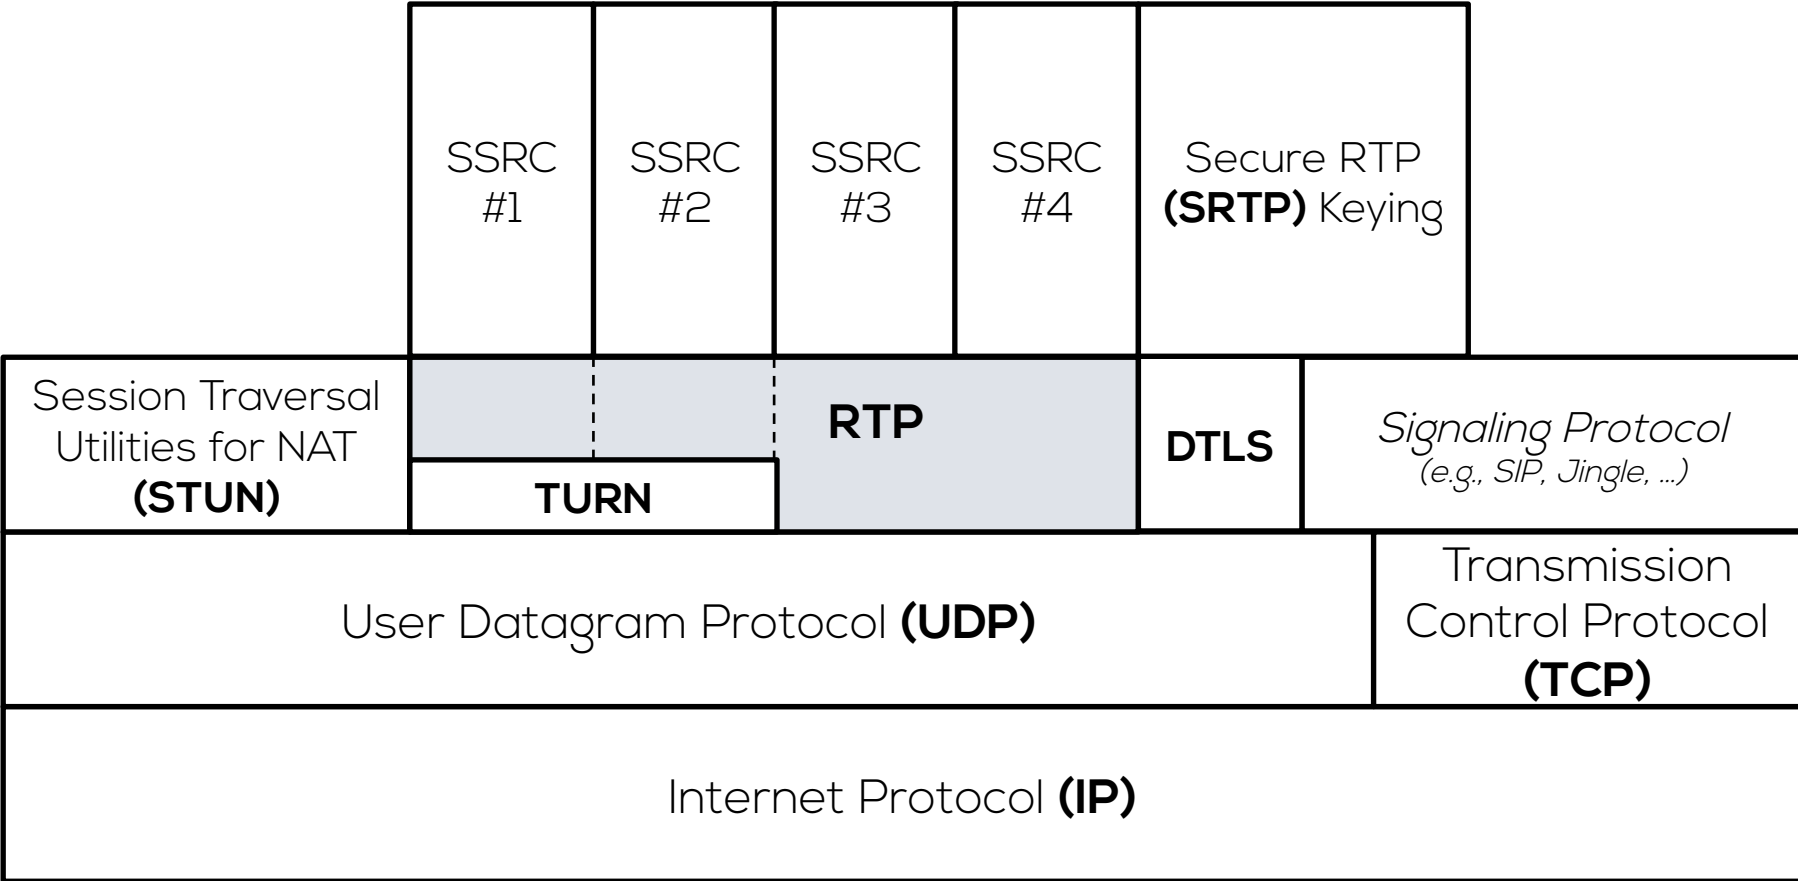 SSRC
#1
SSRC
#2
SSRC
#3
SSRC
#4
Secure RTP
(SRTP) Keying
Session Traversal
Utilities for NAT
(STUN)
RTP
TURN
DTLS
Signaling Protocol
(e.g., SIP, Jingle, ...)
User Datagram Protocol (UDP)
Transmission
Control Protocol
(TCP)
Internet Protocol (IP)